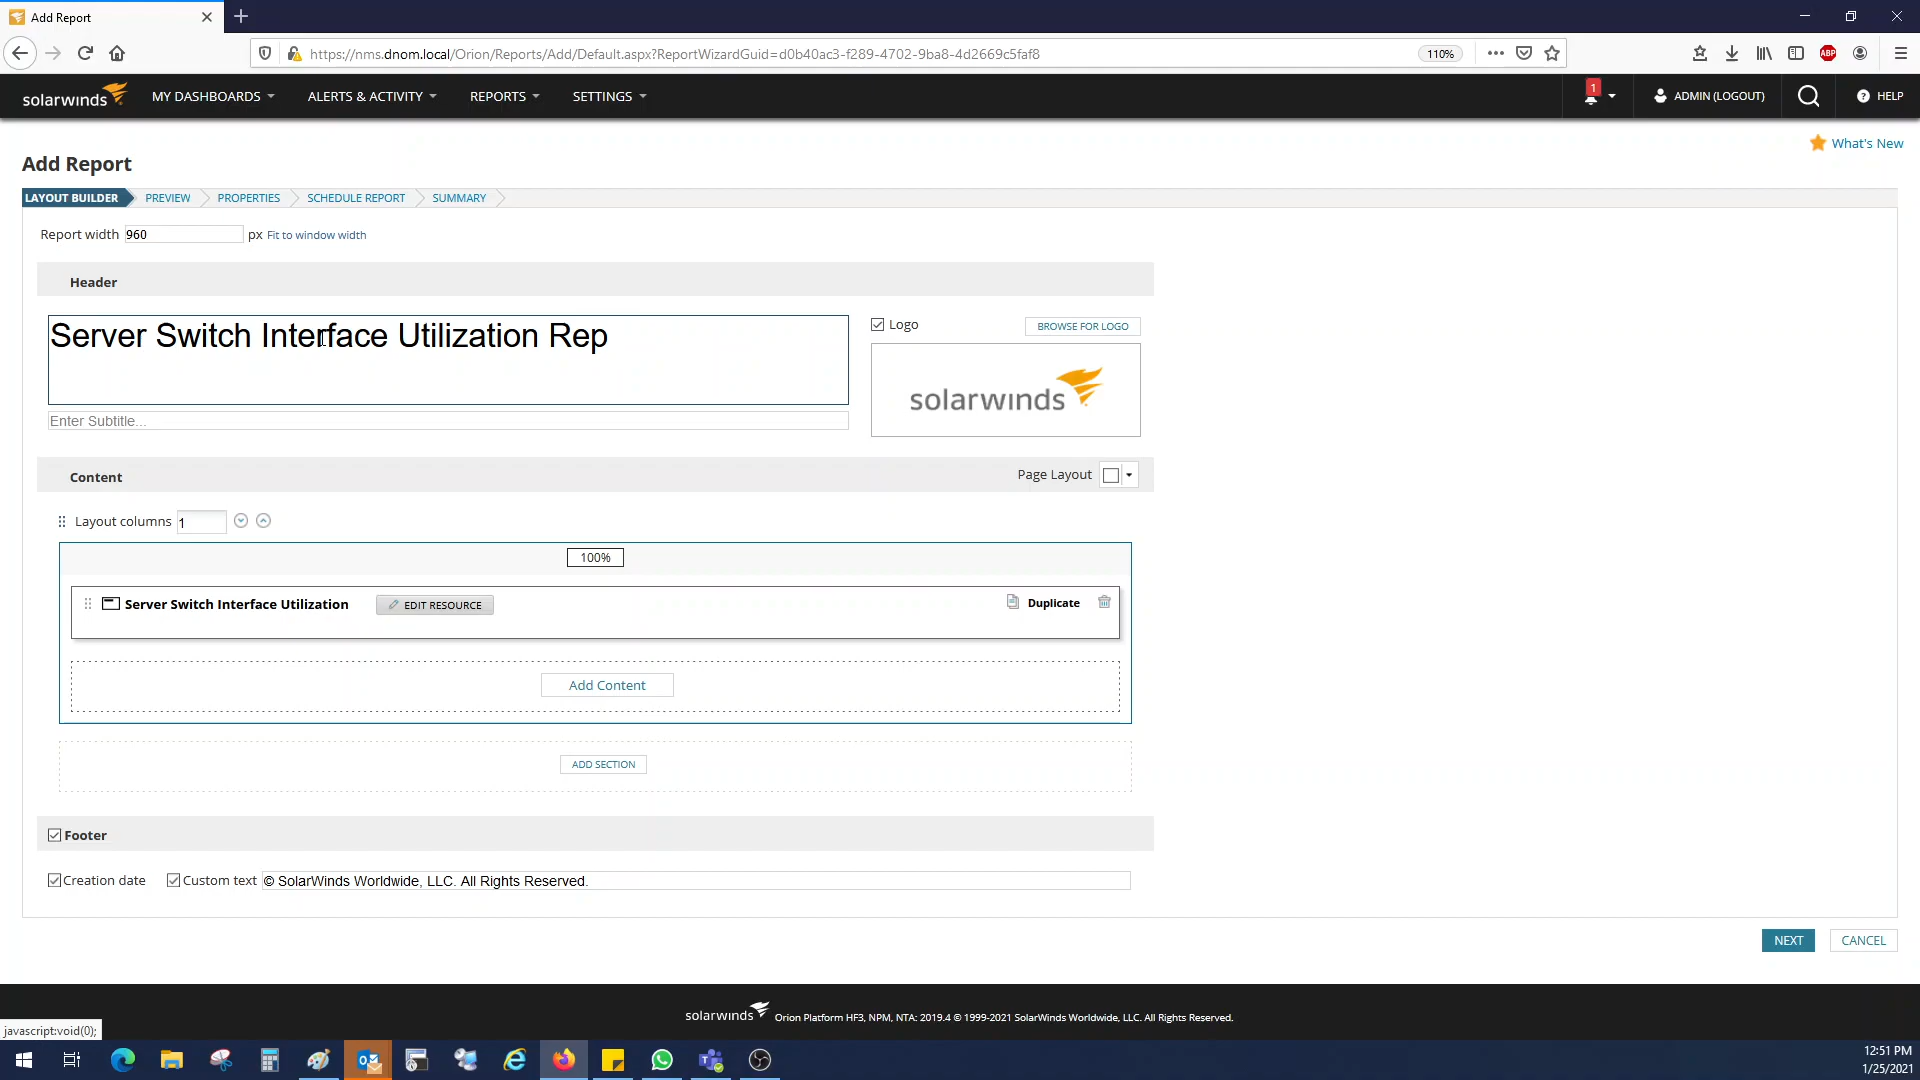 Add Report
https://nms.dnom.local/Orion/Reports/Add/Default.aspx?ReportWizardGuid=d0b40ac3-f289-4702-9ba8-4d2669c5faf8
110%
ABP
solarwinds
MY DASHBOARDS
ALERTS & ACTIVITY
REPORTS
SETTINGS
1
ADMIN (LOGOUT)
? HELP
What's New
Add Report
LAYOUT BUILDER
PREVIEW
PROPERTIES
SCHEDULE REPORT
SUMMARY
Report width 960 px Fit to window width
Header
Server Switch Interface Utilization Rep
Enter Subtitle...
Logo
BROWSE FOR LOGO
solarwinds
Content
Page Layout
Layout columns 1
100%
Server Switch Interface Utilization
EDIT RESOURCE
Duplicate
Add Content
ADD SECTION
Footer
Creation date
Custom text © SolarWinds Worldwide, LLC. All Rights Reserved.
NEXT
CANCEL
solarwinds Orion Platform HF3, NPM, NTA: 2019.4 © 1999-2021 SolarWinds Worldwide, LLC. All Rights Reserved.
javascript:void(0);
12:51 PM
1/25/2021